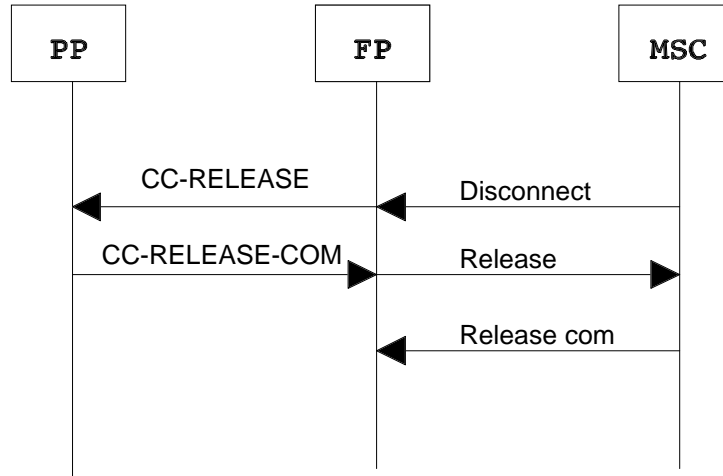 PP
FP
MSC
CC-RELEASE
Disconnect
CC-RELEASE-COM
Release
Release com